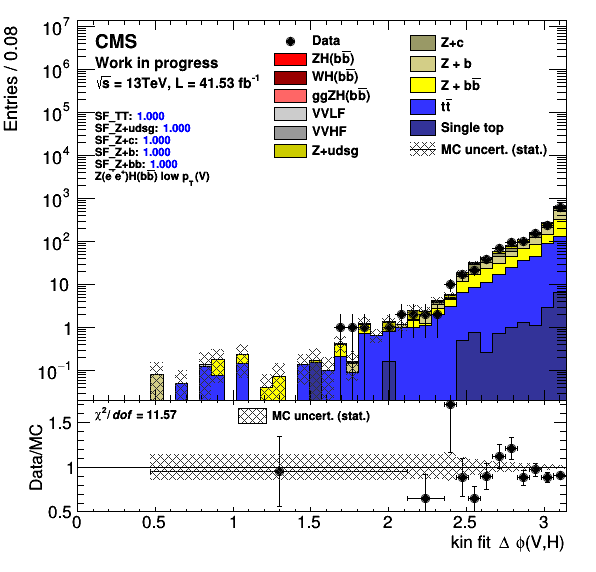 CMS
Work in progress
√s = 13TeV, L = 41.53 fb⁻¹
SF_TT: 1.000
SF_Z+udsg: 1.000
SF_Z+c: 1.000
SF_Z+b: 1.000
SF_Z+bb: 1.000
Z(e⁺e⁺)H(bb̅) low p_T(V)
Data
ZH(bb̅)
WH(bb̅)
ggZH(bb̅)
VVLF
VVHF
Z+udsg
Z+c
Z + b
Z + bb̅
tt̅
Single top
MC uncert. (stat.)
Entries / 0.08
10⁷
10⁶
10⁵
10⁴
10³
10²
10
1
10⁻¹
χ²/dof = 11.57
MC uncert. (stat.)
Data/MC
1.5
1
0.5
0 0.5 1 1.5 2 2.5 3
kin fit Δ φ(V,H)